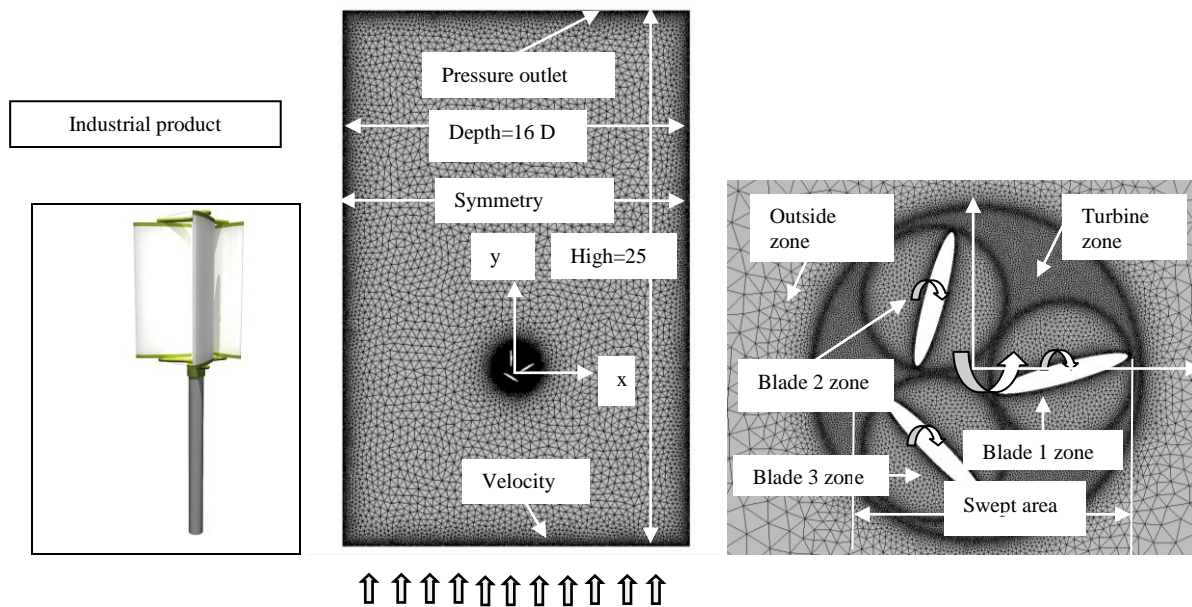 Industrial product
Pressure outlet
Depth=16 D
Symmetry
High=25
y
x
Velocity
Outside
zone
Turbine
zone
Blade 2 zone
Blade 1 zone
Blade 3 zone
Swept area